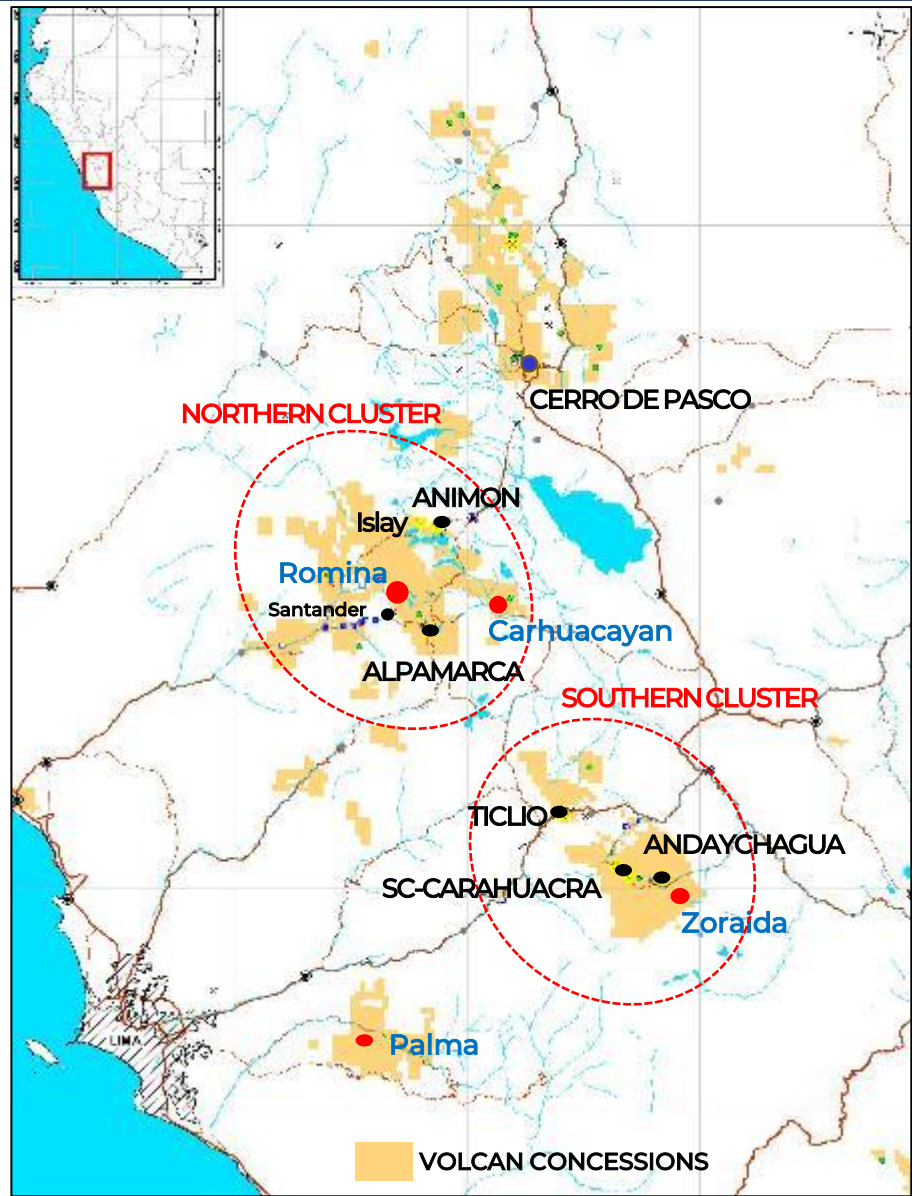 CERRO DE PASCO
NORTHERN CLUSTER
ANIMON
Islay
Romina
Santander
Carhuacayan
ALPAMARCA
SOUTHERN CLUSTER
TICLIO
ANDAYCHAGUA
SC-CARAHUACRA
Zoraida
LIMA
Palma
VOLCAN CONCESSIONS